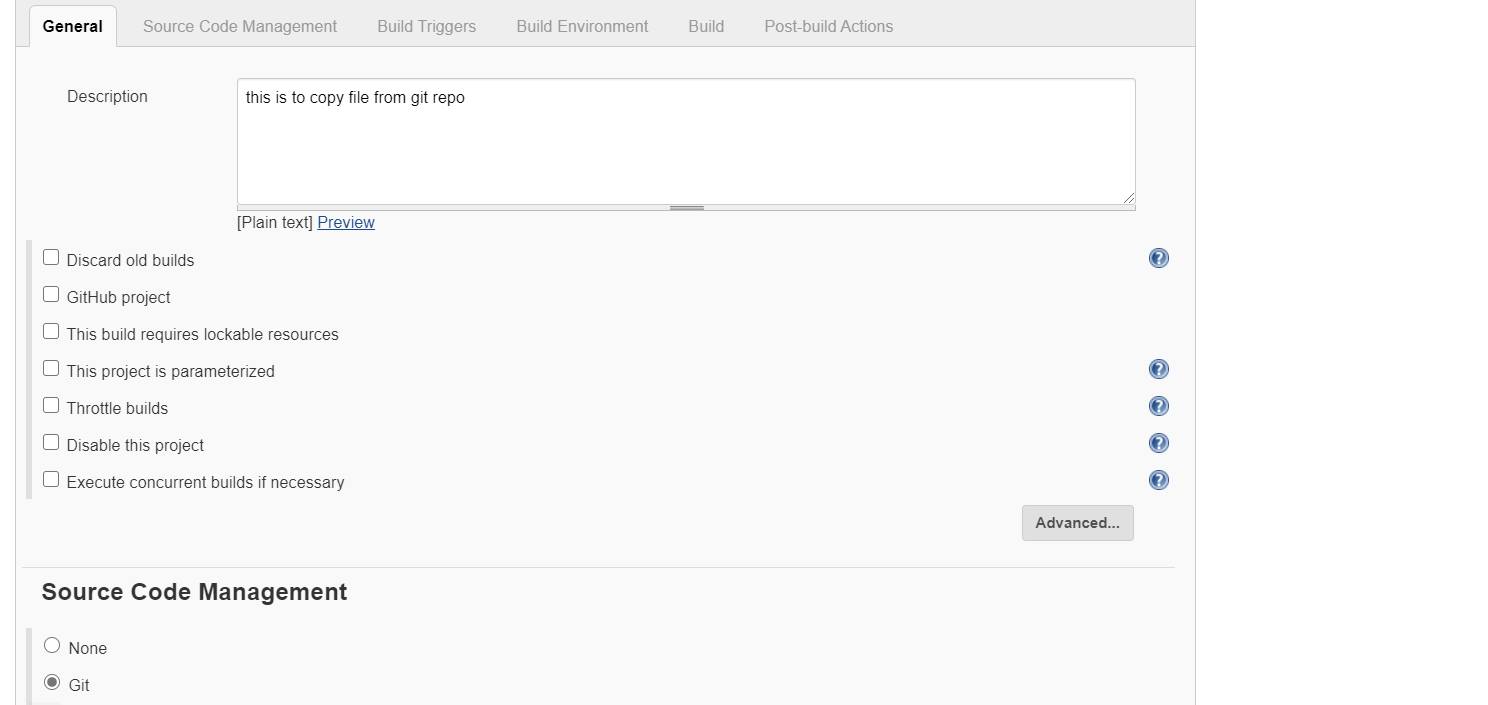 General Source Code Management Build Triggers Build Environment Build Post-build Actions
Description
this is to copy file from git repo
[Plain text] Preview
Discard old builds
GitHub project
This build requires lockable resources
This project is parameterized
Throttle builds
Disable this project
Execute concurrent builds if necessary
Advanced...
Source Code Management
None
Git